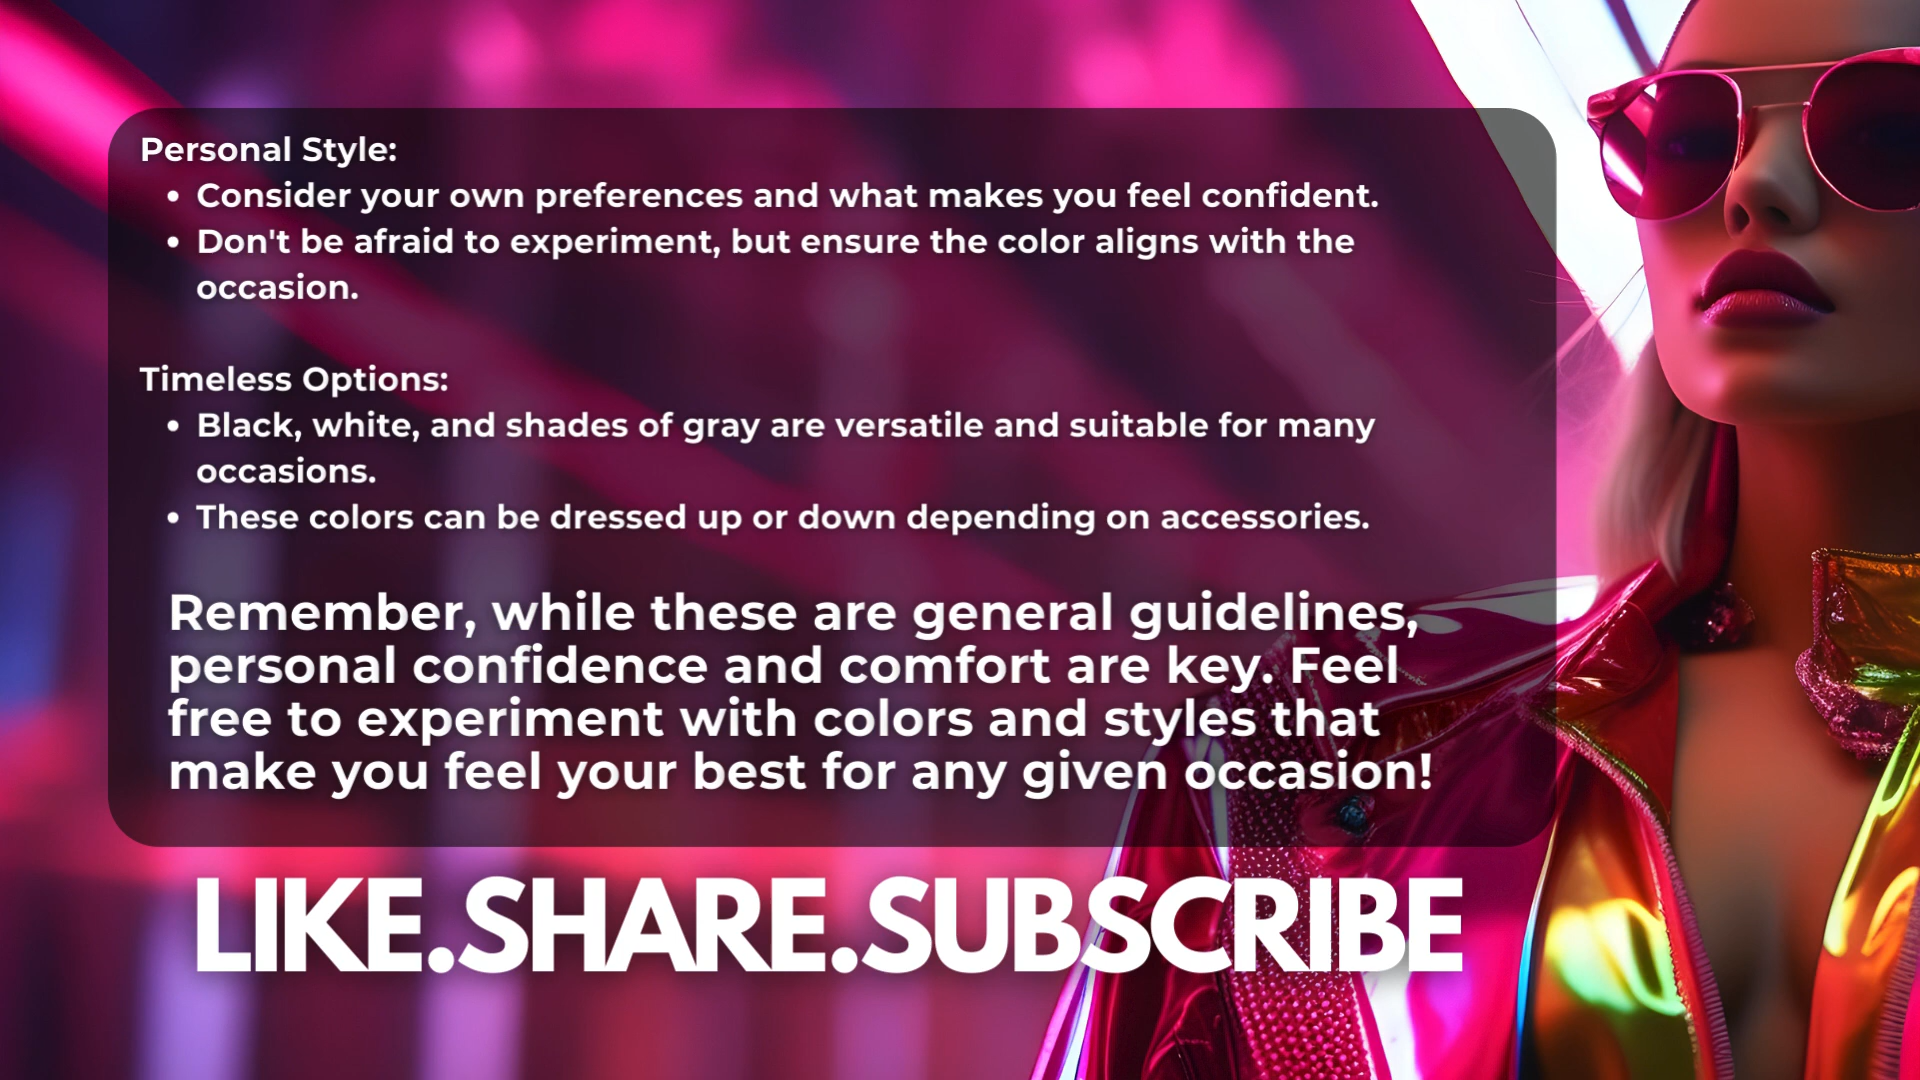 Personal Style:
• Consider your own preferences and what makes you feel confident.
• Don't be afraid to experiment, but ensure the color aligns with the
occasion.
Timeless Options:
• Black, white, and shades of gray are versatile and suitable for many
occasions.
• These colors can be dressed up or down depending on accessories.
Remember, while these are general guidelines,
personal confidence and comfort are key. Feel
free to experiment with colors and styles that
make you feel your best for any given occasion!
LIKE.SHARE.SUBSCRIBE